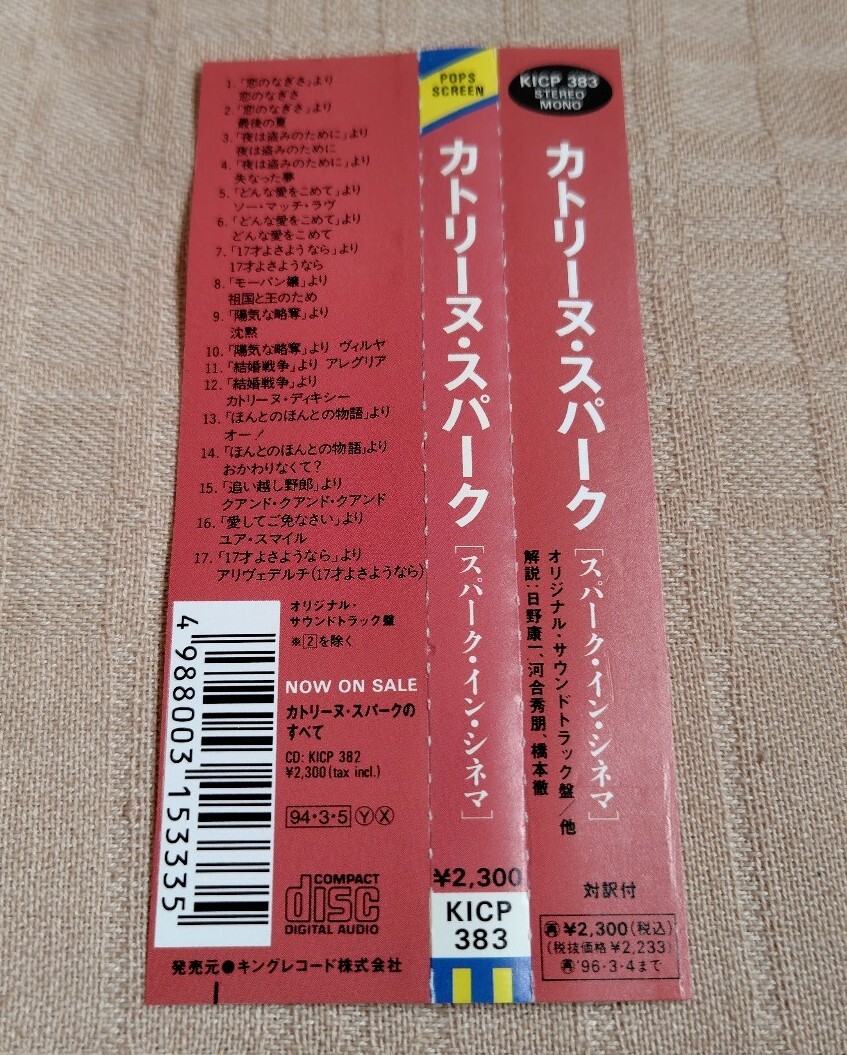 1.「恋のなぎさ」より
恋のなぎさ
2.「恋のなぎさ」より
最後の夏
3.「夜は盗みのために」より
夜は盗みのために
4.「夜は盗みのために」より
失なった夢
5.「どんな愛をこめて」より
ソー・マッチ・ラヴ
6.「どんな愛をこめて」より
どんな愛をこめて
7.「17才よさようなら」より
17才よさようなら
8.「モーパン嬢」より
祖国と王のため
9.「陽気な略奪」より
沈黙
10.「陽気な略奪」より ヴィルヤ
11.「結婚戦争」より アレグリア
12.「結婚戦争」より
カトリーヌ・ディキシー
13.「ほんとのほんとの物語」より
オー!
14.「ほんとのほんとの物語」より
おかわりなくて?
15.「追い越し野郎」より
クアンド・クアンド・クアンド
16.「愛してご免なさい」より
ユア・スマイル
17.「17才よさようなら」より
アリヴェデルチ(17才よさようなら)
オリジナル・
サウンドトラック盤
※2を除く
NOW ON SALE
カトリーヌ・スパークの
すべて
CD: KICP 382
¥2,300(tax incl.)
94・3・5 Ⓨ Ⓧ
COMPACT
disc
DIGITAL AUDIO
4 988003 153335
発売元●キングレコード株式会社
POPS
SCREEN
カトリーヌ・スパーク[スパーク・イン・シネマ]
¥2,300
KICP
383
KICP 383
STEREO
MONO
カトリーヌ・スパーク[スパーク・イン・シネマ]
オリジナル・サウンドトラック盤/他
解説:日野康一、河合秀朋、橋本徹
対訳付
㊢¥2,300(税込)
(税抜価格¥2,233)
㊢'96・3・4まで